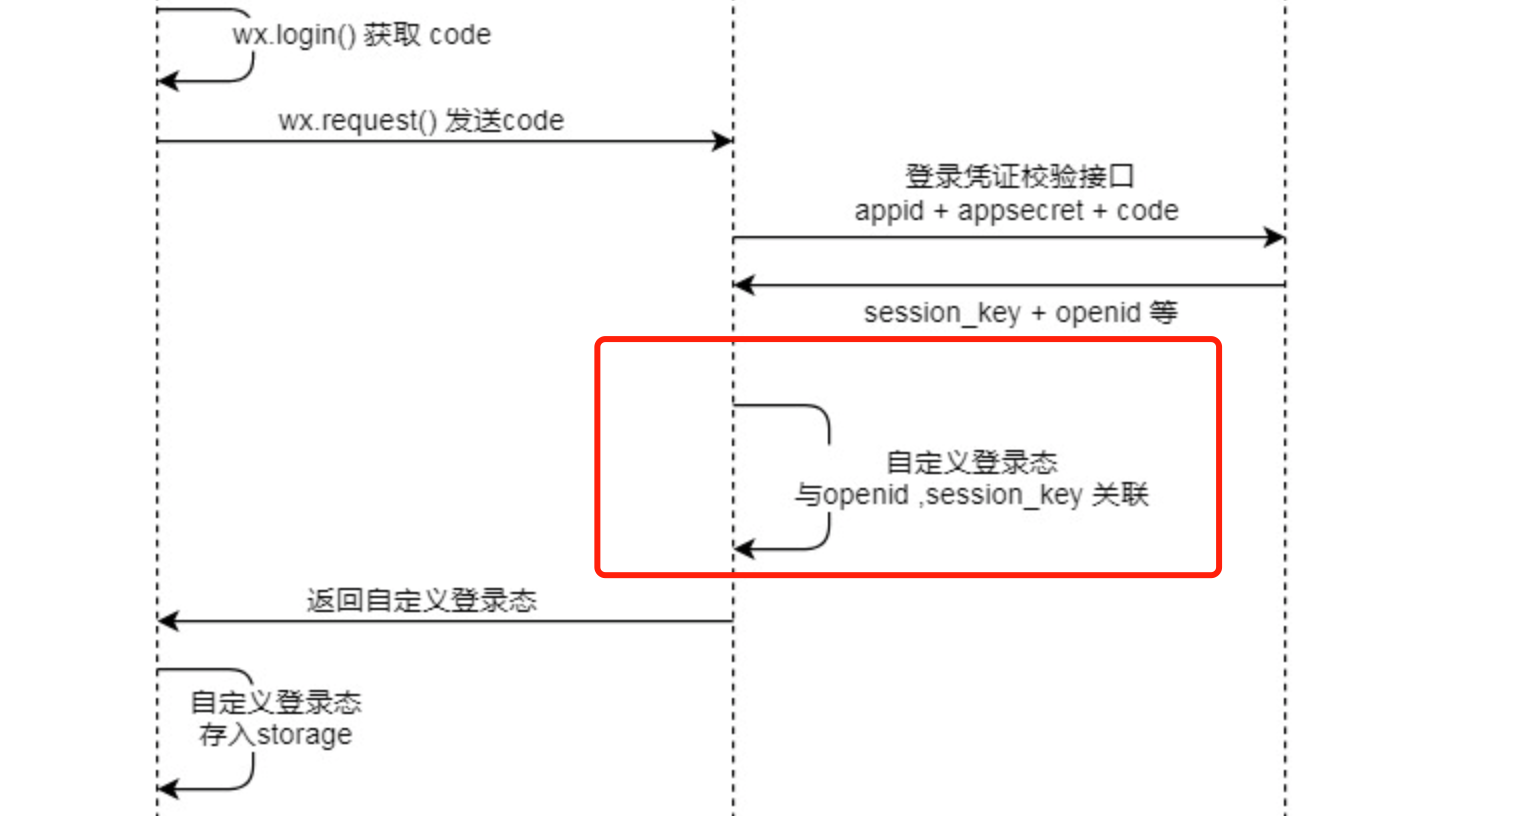 wx.login() 获取 code
wx.request() 发送code
登录凭证校验接口
appid + appsecret + code
session_key + openid 等
自定义登录态
与openid ,session_key 关联
返回自定义登录态
自定义登录态
存入storage